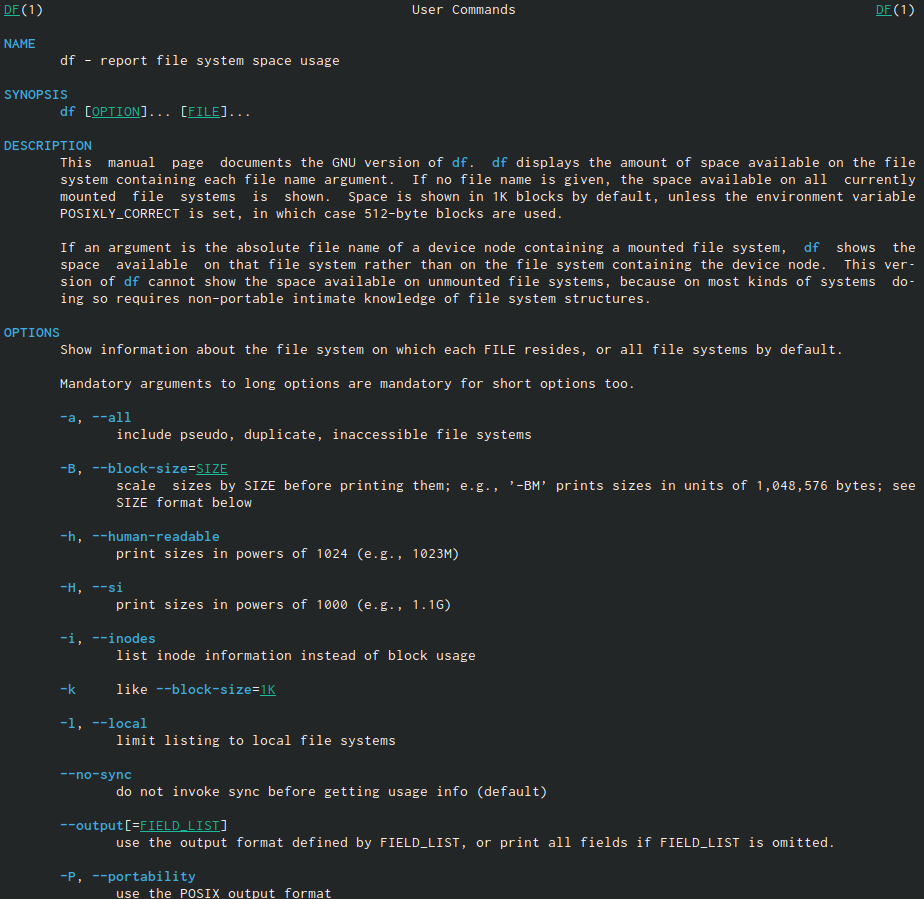 DF(1) User Commands DF(1)
NAME
df - report file system space usage
SYNOPSIS
df [OPTION]... [FILE]...
DESCRIPTION
This manual page documents the GNU version of df. df displays the amount of space available on the file
system containing each file name argument. If no file name is given, the space available on all currently
mounted file systems is shown. Space is shown in 1K blocks by default, unless the environment variable
POSIXLY_CORRECT is set, in which case 512-byte blocks are used.
If an argument is the absolute file name of a device node containing a mounted file system, df shows the
space available on that file system rather than on the file system containing the device node. This ver-
sion of df cannot show the space available on unmounted file systems, because on most kinds of systems do-
ing so requires non-portable intimate knowledge of file system structures.
OPTIONS
Show information about the file system on which each FILE resides, or all file systems by default.
Mandatory arguments to long options are mandatory for short options too.
-a, --all
include pseudo, duplicate, inaccessible file systems
-B, --block-size=SIZE
scale sizes by SIZE before printing them; e.g., ’-BM’ prints sizes in units of 1,048,576 bytes; see
SIZE format below
-h, --human-readable
print sizes in powers of 1024 (e.g., 1023M)
-H, --si
print sizes in powers of 1000 (e.g., 1.1G)
-i, --inodes
list inode information instead of block usage
-k like --block-size=1K
-l, --local
limit listing to local file systems
--no-sync
do not invoke sync before getting usage info (default)
--output[=FIELD_LIST]
use the output format defined by FIELD_LIST, or print all fields if FIELD_LIST is omitted.
-P, --portability
use the POSIX output format